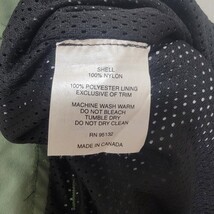 SHELL
100% NYLON
100% POLYESTER LINING
EXCLUSIVE OF TRIM
MACHINE WASH WARM
DO NOT BLEACH
TUMBLE DRY
DO NOT DRY CLEAN
RN 95132
MADE IN CANADA